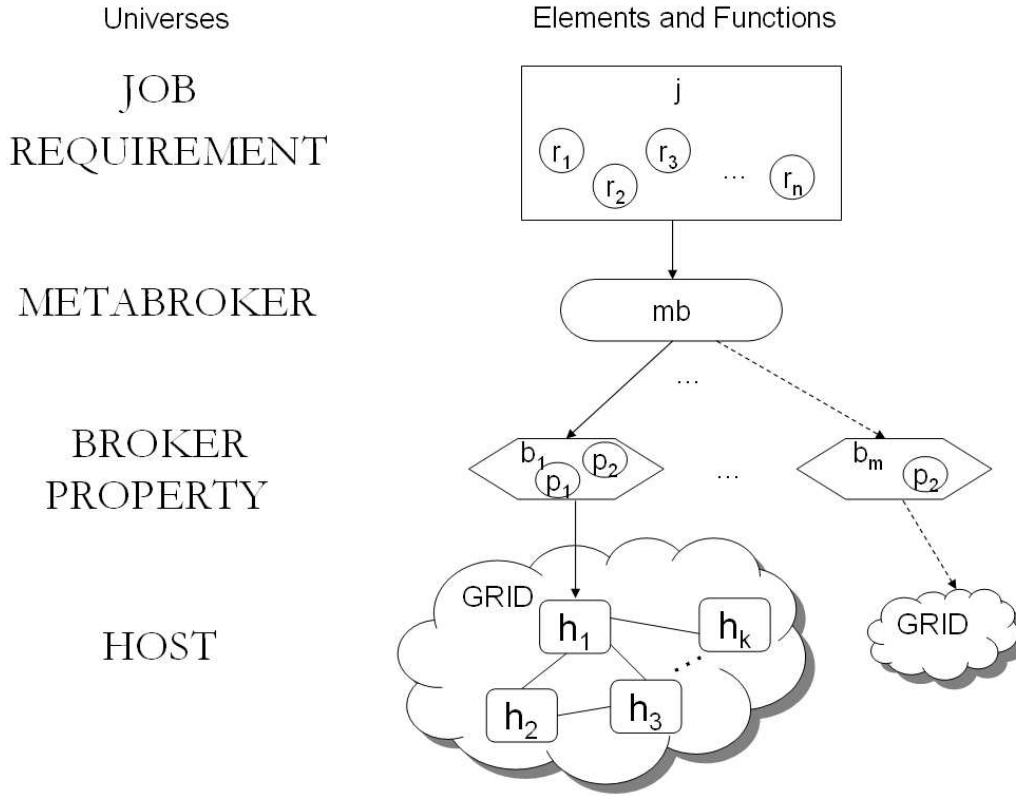 Universes
Elements and Functions
JOB
REQUIREMENT
j
r1
r2
r3
...
rn
METABROKER
mb
...
BROKER
PROPERTY
b1
p1
p2
...
bm
p2
HOST
GRID
h1
hk
...
h2
h3
GRID